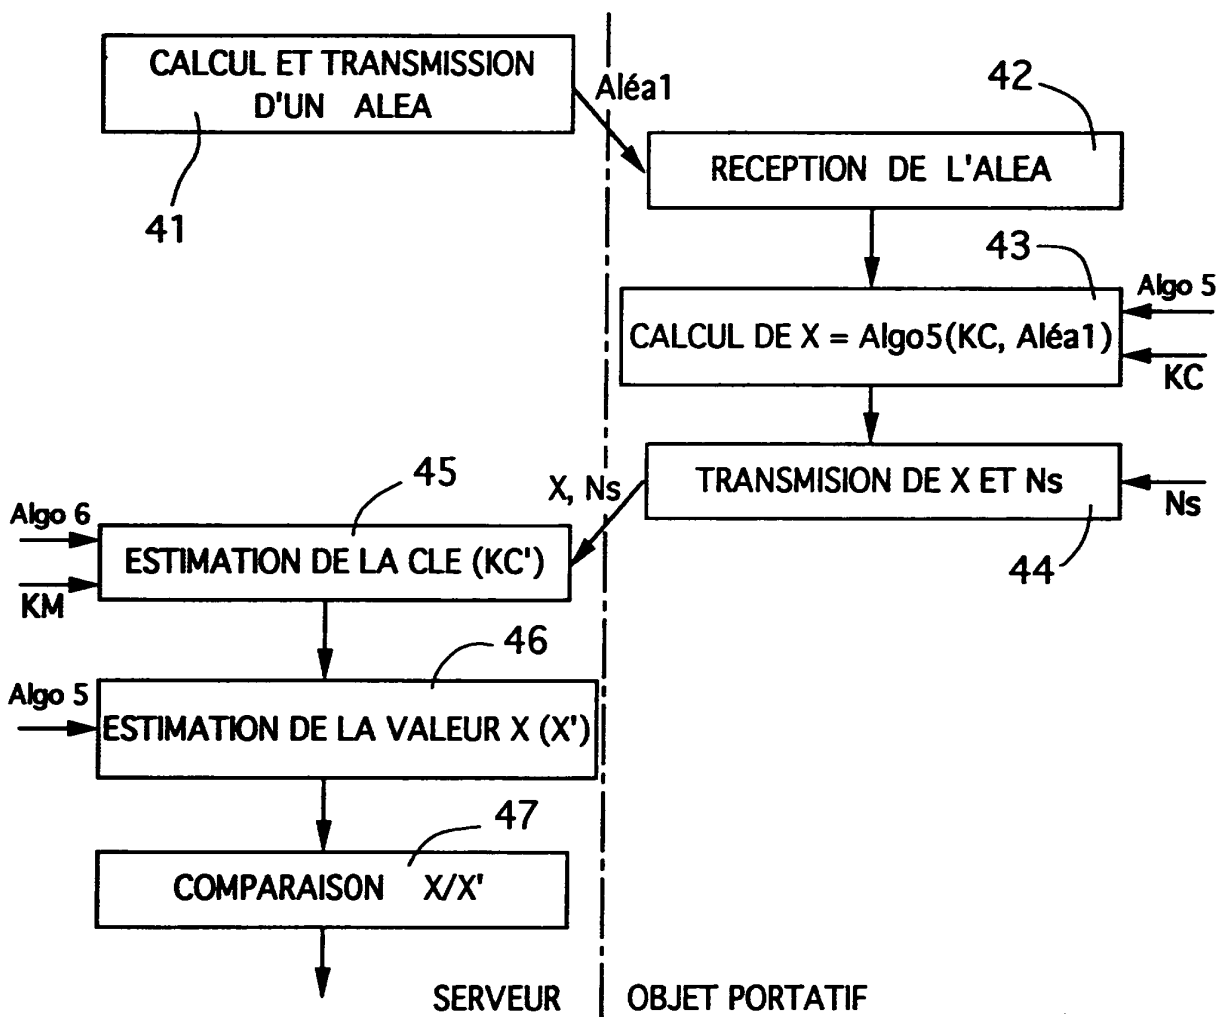 CALCUL ET TRANSMISSION
D'UN ALEA
Aléa1
41
42
RECEPTION DE L'ALEA
43
Algo 5
CALCUL DE X = Algo5(KC, Aléa1)
KC
TRANSMISION DE X ET Ns
Ns
44
X, Ns
45
Algo 6
ESTIMATION DE LA CLE (KC')
KM
46
Algo 5
ESTIMATION DE LA VALEUR X (X')
47
COMPARAISON X/X'
SERVEUR
OBJET PORTATIF